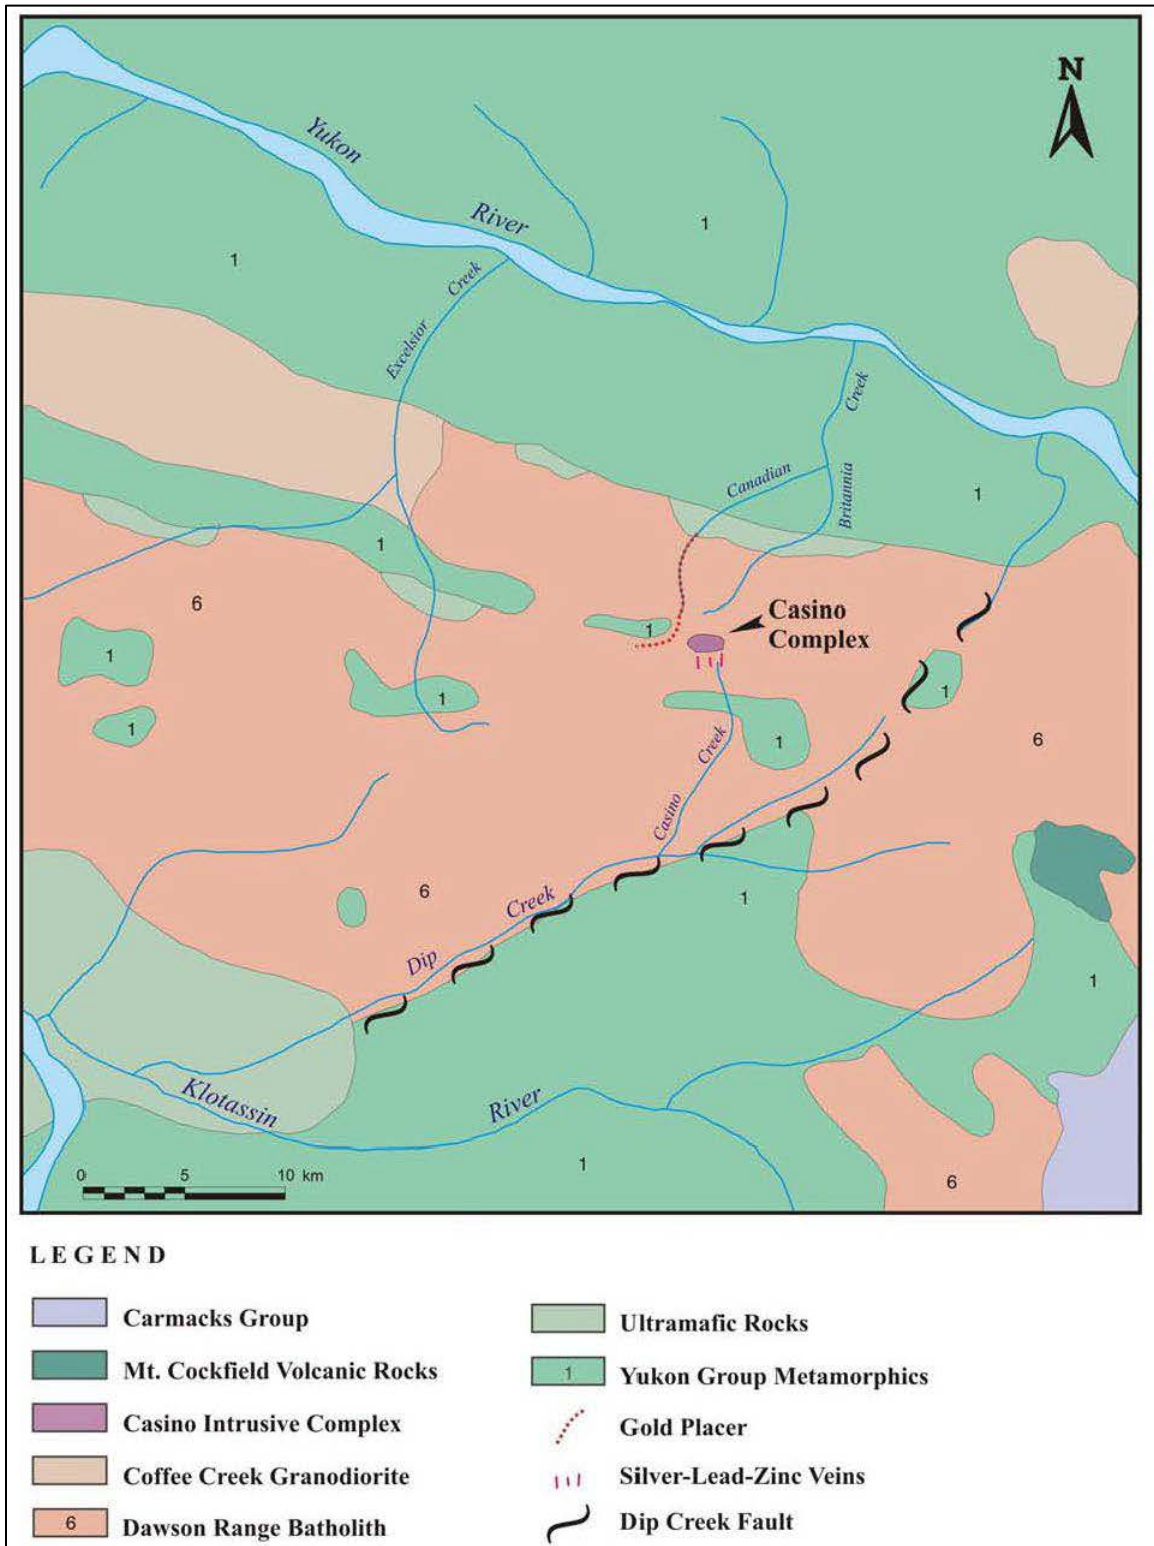 N
Yukon
River
1
1
Creek
Excelsior
Creek
Canadian
Britannia
1
1
6
Casino
Complex
1
1
1
1
1
1
6
Creek
Casino
6
1
Creek
Dip
1
Klotassin
River
1
6
0 5 10 km
LEGEND
Carmacks Group
Mt. Cockfield Volcanic Rocks
Casino Intrusive Complex
Coffee Creek Granodiorite
6 Dawson Range Batholith
Ultramafic Rocks
1 Yukon Group Metamorphics
Gold Placer
Silver-Lead-Zinc Veins
Dip Creek Fault